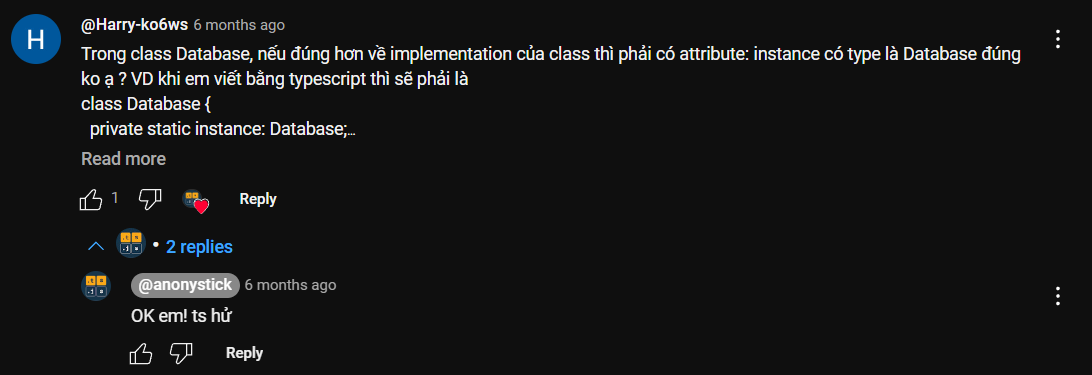 H
@Harry-ko6ws 6 months ago
Trong class Database, nếu đúng hơn về implementation của class thì phải có attribute: instance có type là Database đúng
ko ạ ? VD khi em viết bằng typescript thì sẽ phải là
class Database {
private static instance: Database;...
Read more
1 Reply
2 replies
@anonystick 6 months ago
OK em! ts hử
Reply